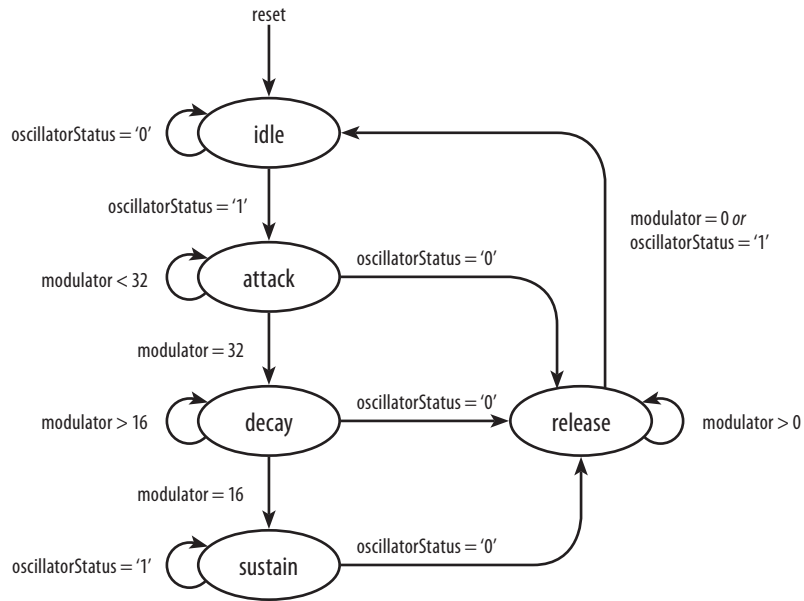 reset
oscillatorStatus = ‘0’
idle
oscillatorStatus = ‘1’
modulator = 0 or
oscillatorStatus = ‘1’
modulator < 32
attack
oscillatorStatus = ‘0’
modulator = 32
modulator > 16
decay
oscillatorStatus = ‘0’
release
modulator > 0
modulator = 16
oscillatorStatus = ‘1’
sustain
oscillatorStatus = ‘0’